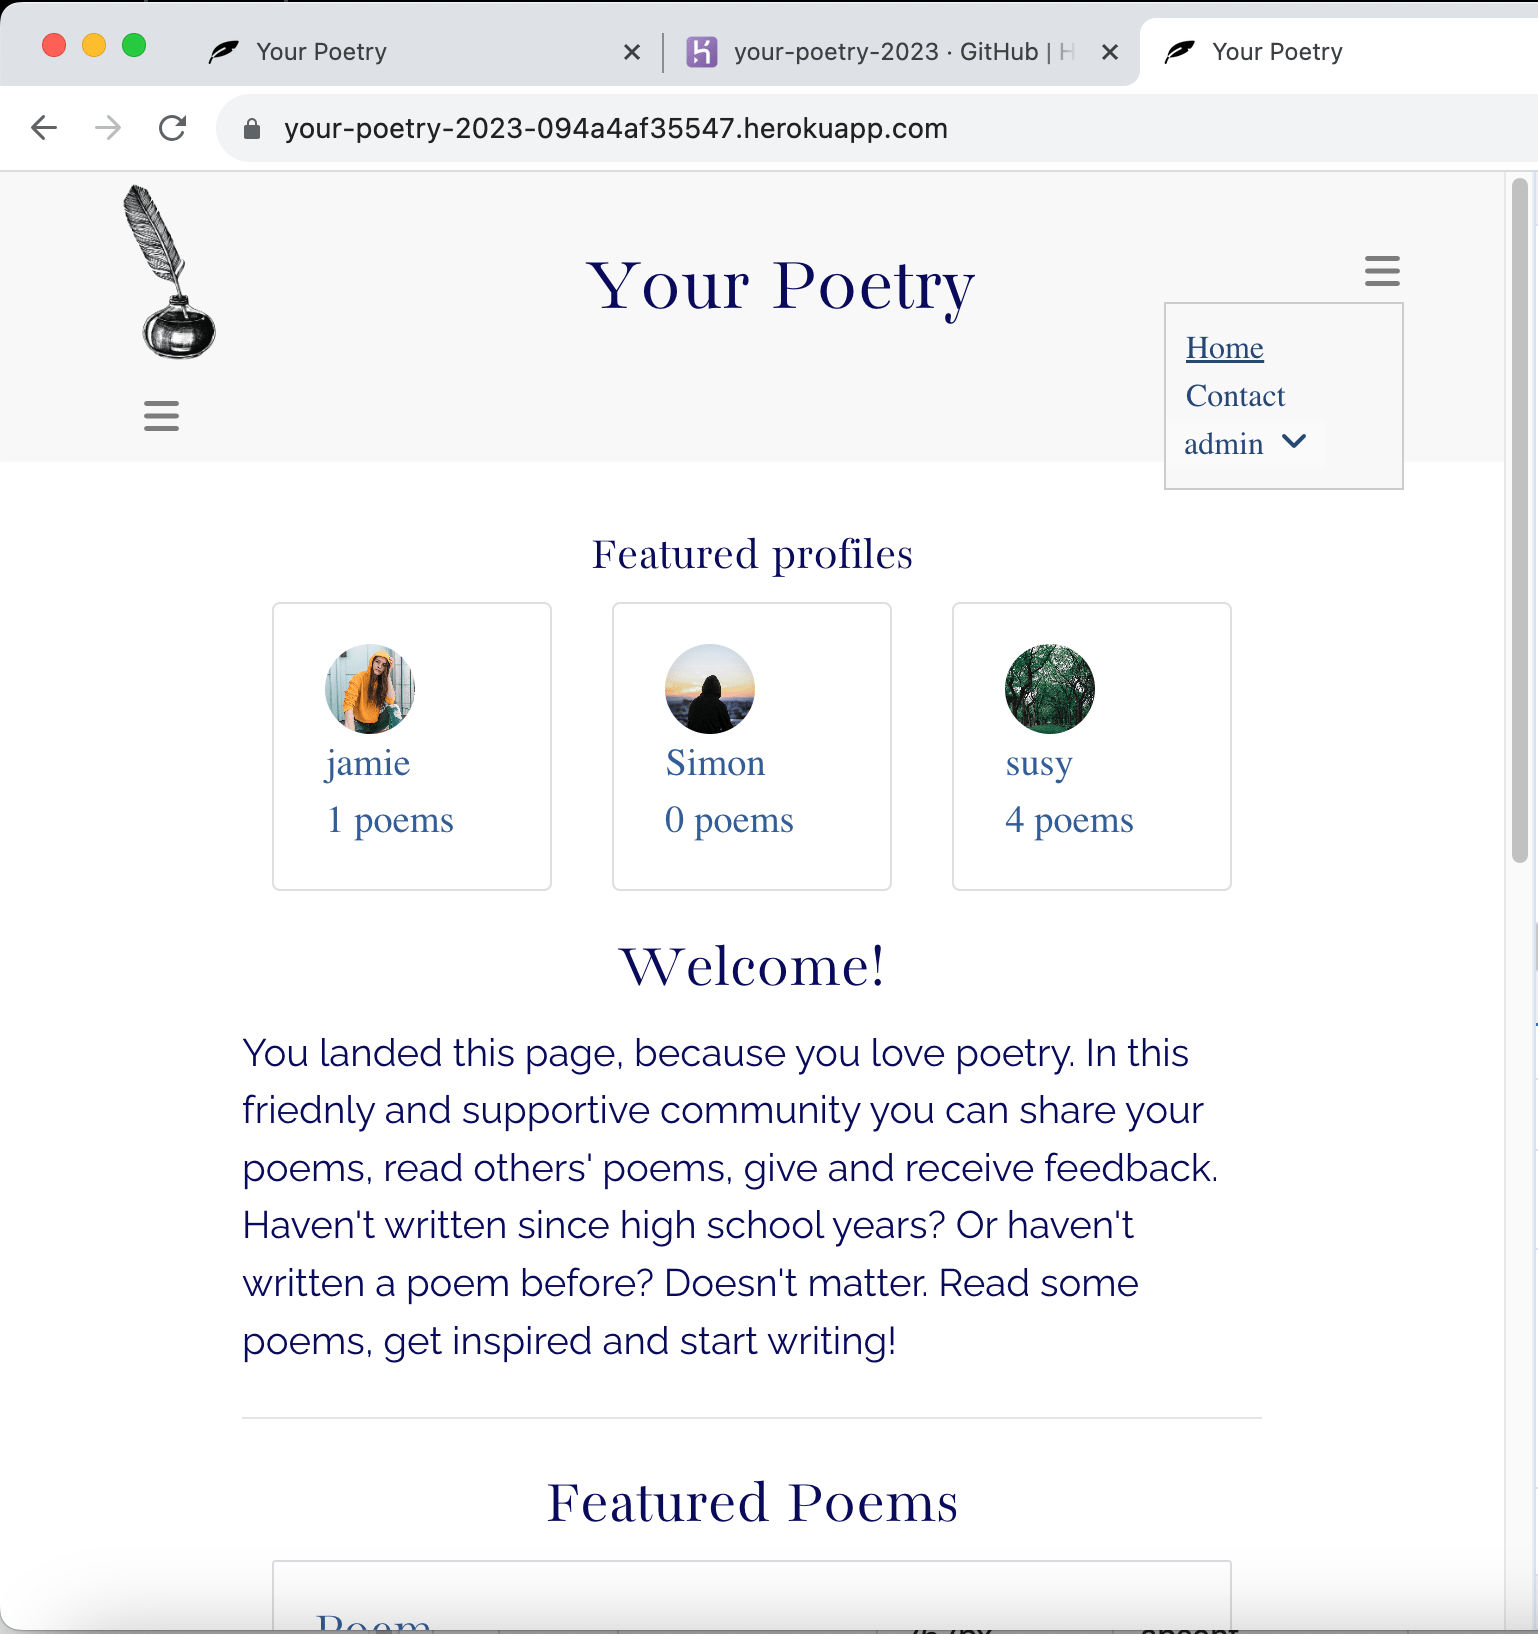 Your Poetry
your-poetry-2023 · GitHub | H
Your Poetry
your-poetry-2023-094a4af35547.herokuapp.com
Your Poetry
Home
Contact
admin
Featured profiles
jamie
1 poems
Simon
0 poems
susy
4 poems
Welcome!
You landed this page, because you love poetry. In this
friednly and supportive community you can share your
poems, read others' poems, give and receive feedback.
Haven't written since high school years? Or haven't
written a poem before? Doesn't matter. Read some
poems, get inspired and start writing!
Featured Poems
Poem